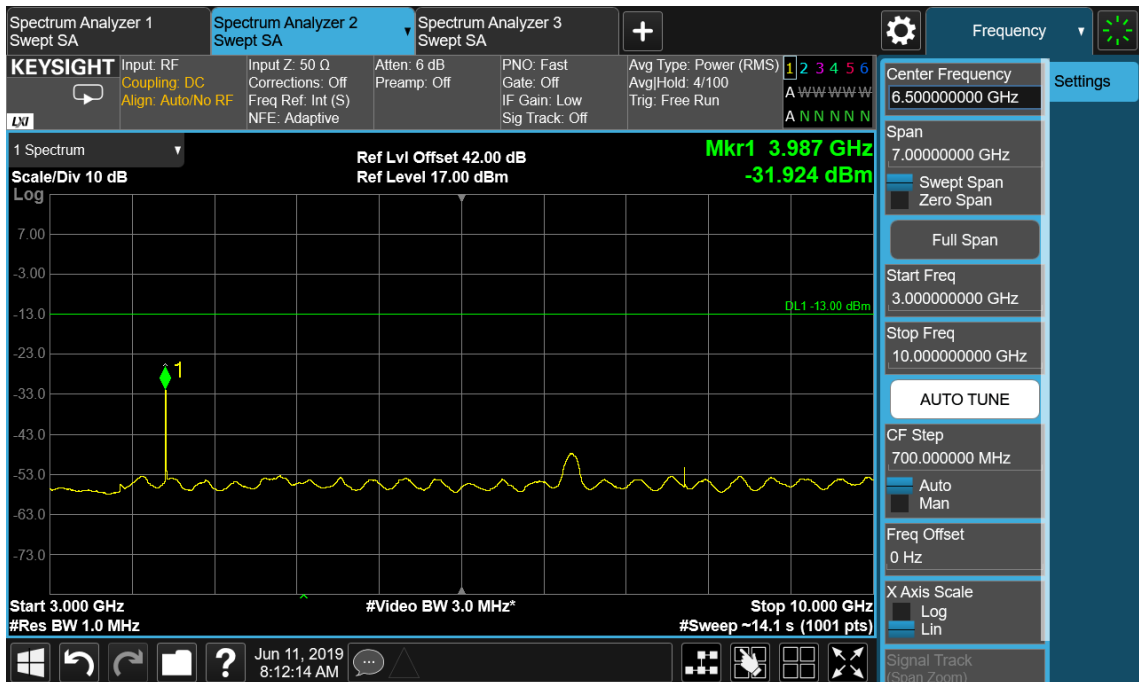 Spectrum Analyzer 1
Swept SA
Spectrum Analyzer 2
Swept SA
Spectrum Analyzer 3
Swept SA
+
Frequency
KEYSIGHT
LXI
Input: RF
Coupling: DC
Align: Auto/No RF
Input Z: 50 Ω
Corrections: Off
Freq Ref: Int (S)
NFE: Adaptive
Atten: 6 dB
Preamp: Off
PNO: Fast
Gate: Off
IF Gain: Low
Sig Track: Off
Avg Type: Power (RMS)
Avg|Hold: 4/100
Trig: Free Run
1 2 3 4 5 6
A W W W W W
A N N N N N
1 Spectrum
Scale/Div 10 dB
Log
Ref Lvl Offset 42.00 dB
Ref Level 17.00 dBm
Mkr1 3.987 GHz
-31.924 dBm
7.00
-3.00
-13.0
DL1 -13.00 dBm
-23.0
1
-33.0
-43.0
-53.0
-63.0
-73.0
Start 3.000 GHz
#Res BW 1.0 MHz
#Video BW 3.0 MHz*
Stop 10.000 GHz
#Sweep ~14.1 s (1001 pts)
Center Frequency
6.500000000 GHz
Settings
Span
7.00000000 GHz
Swept Span
Zero Span
Full Span
Start Freq
3.000000000 GHz
Stop Freq
10.000000000 GHz
AUTO TUNE
CF Step
700.000000 MHz
Auto
Man
Freq Offset
0 Hz
X Axis Scale
Log
Lin
Signal Track
(Span Zoom)
?
Jun 11, 2019
8:12:14 AM